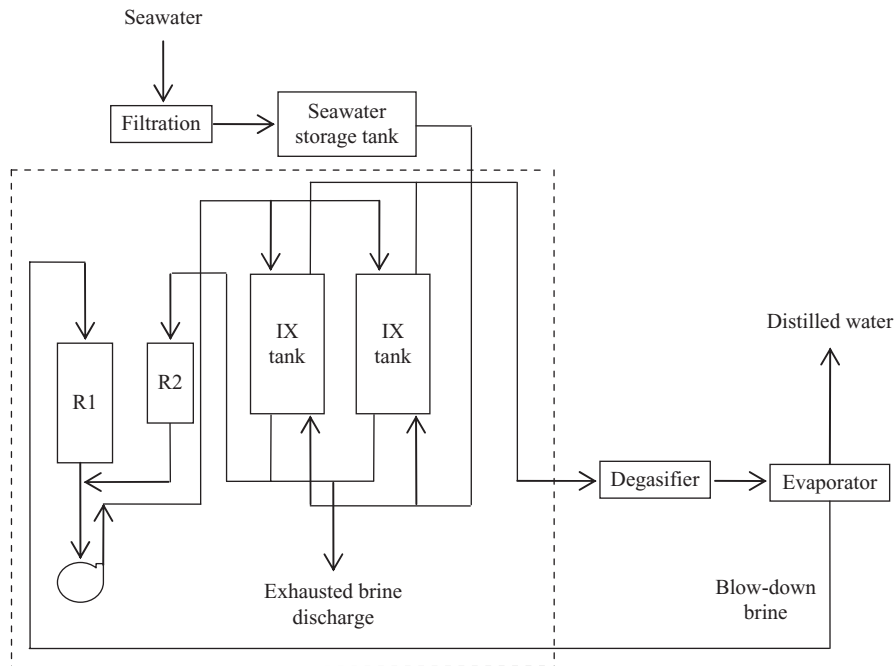 Seawater
Filtration
Seawater
storage tank
IX
tank
IX
tank
R1
R2
Distilled water
Degasifier
Evaporator
Exhausted brine
discharge
Blow-down
brine